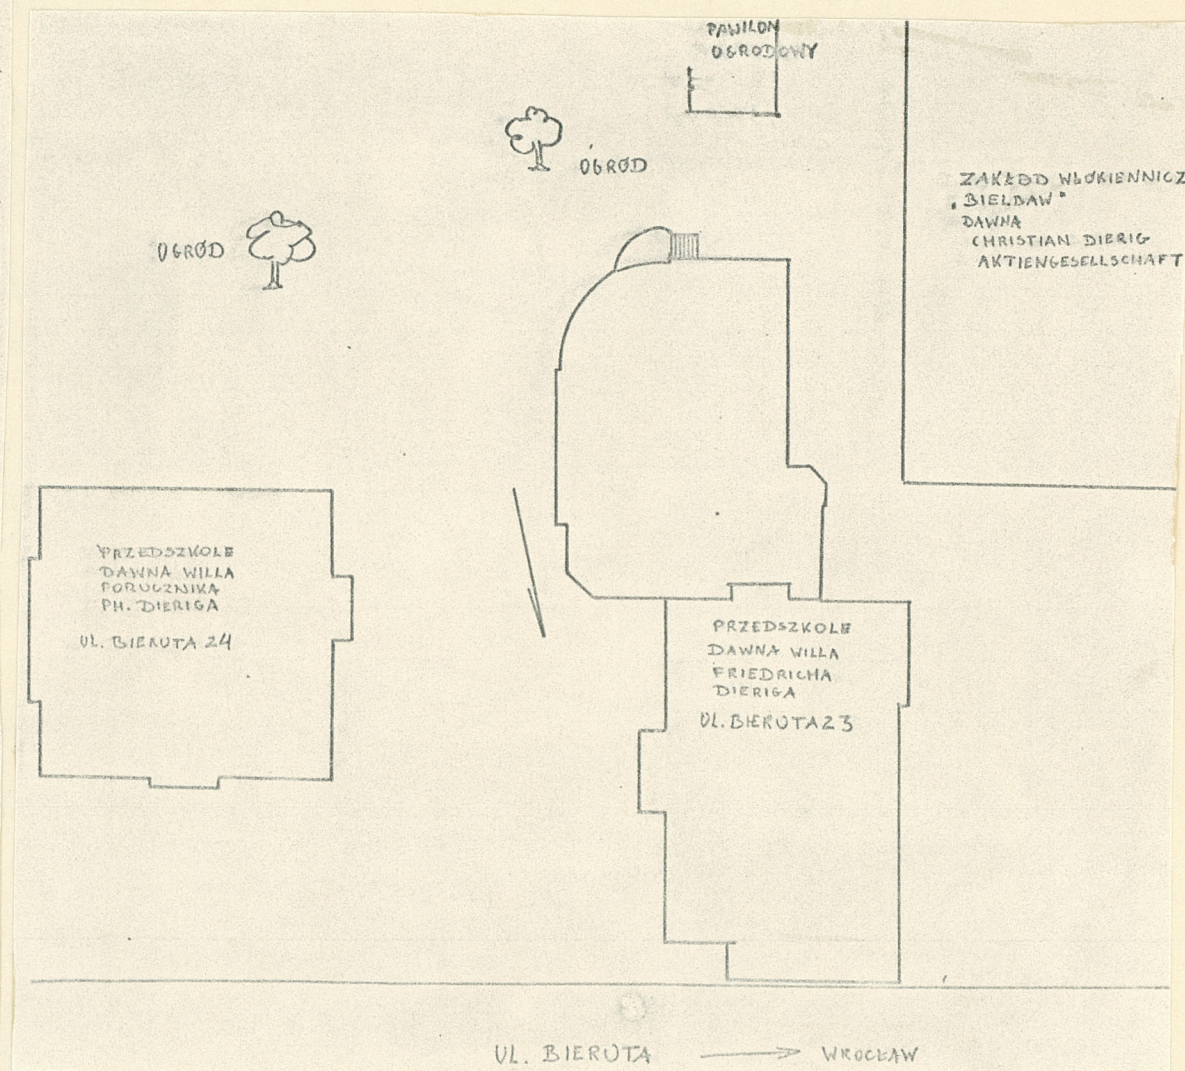 PAWILON
OGRODOWY
OGRÓD
OGRÓD
ZAKŁAD WŁÓKIENNICZ
„BIELBAW"
DAWNA
CHRISTIAN DIERIG
AKTIENGESELLSCHAFT
PRZEDSZKOLE
DAWNA WILLA
PORUCZNIKA
PH. DIERIGA
UL. BIERUTA 24
PRZEDSZKOLE
DAWNA WILLA
FRIEDRICHA
DIERIGA
UL. BIERUTA 23
UL. BIERUTA → WROCŁAW